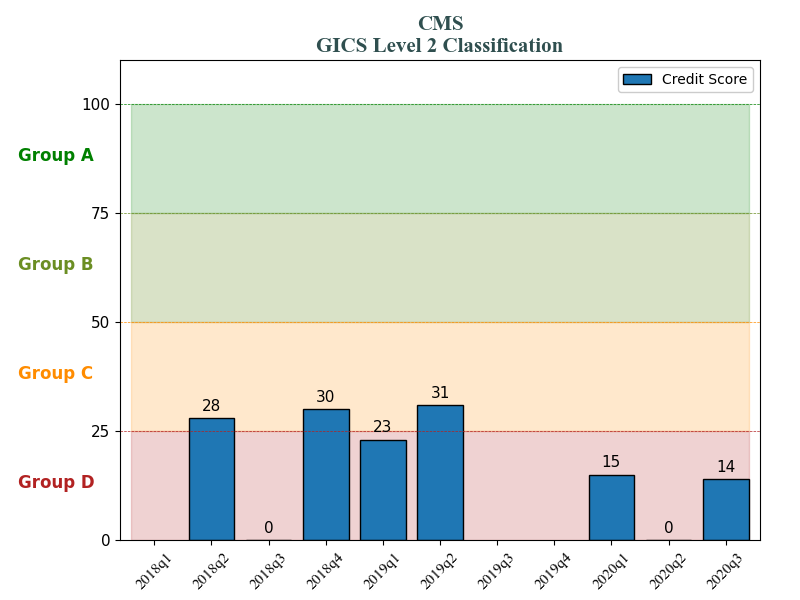 CMS
GICS Level 2 Classification
Credit Score
100
Group A
75
Group B
50
Group C
31
30
28
25
23
15
14
Group D
0
0
0
2018q1
2018q2
2018q3
2018q4
2019q1
2019q2
2019q3
2019q4
2020q1
2020q2
2020q3